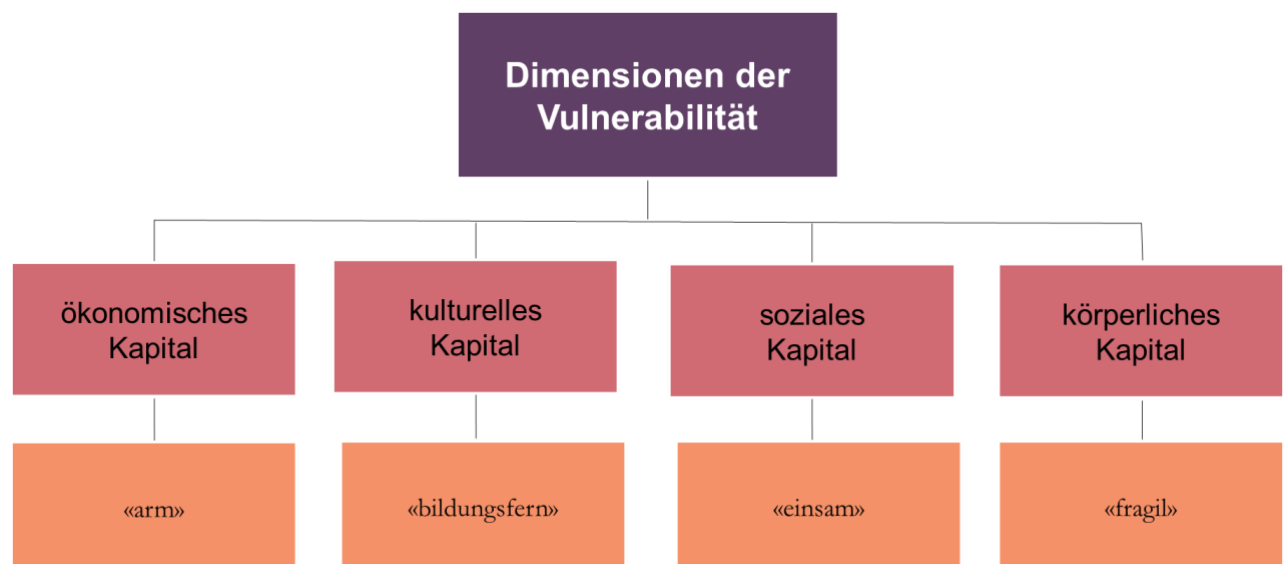 Dimensionen der
Vulnerabilität
ökonomisches
Kapital
kulturelles
Kapital
soziales
Kapital
körperliches
Kapital
«arm»
«bildungsfern»
«einsam»
«fragil»